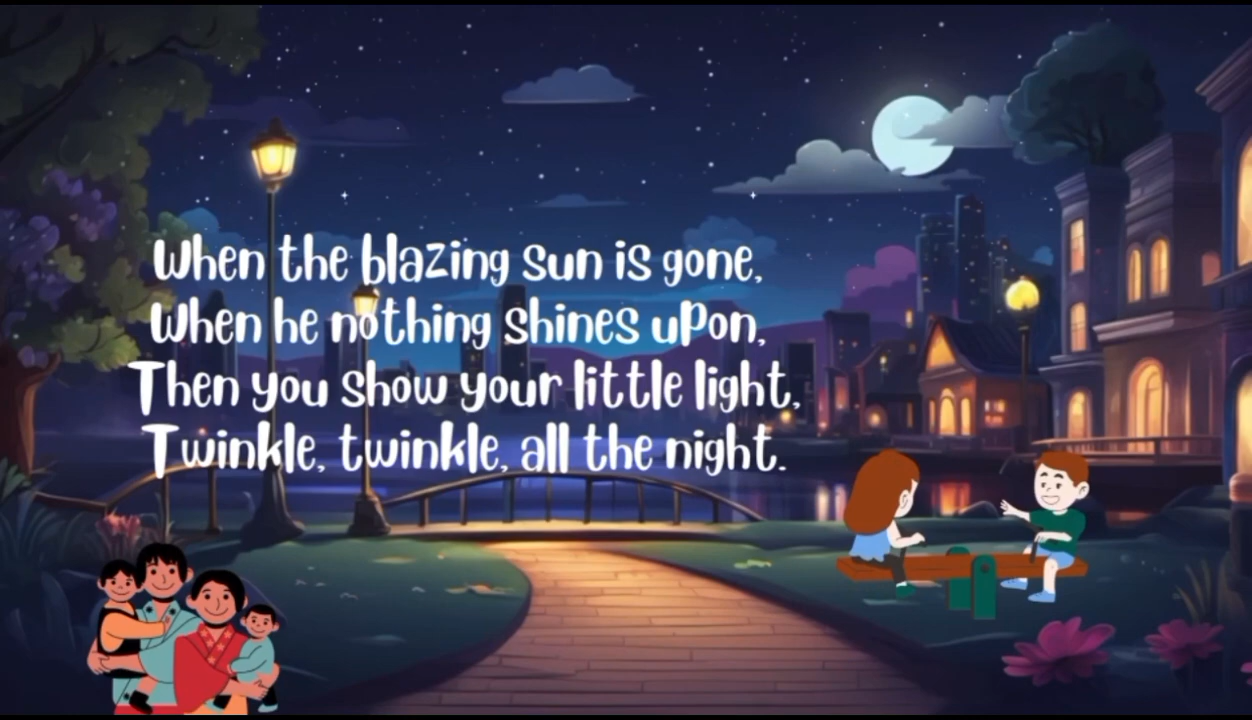 When the blazing sun is gone,
When he nothing shines upon,
Then you show your little light,
Twinkle, twinkle, all the night.